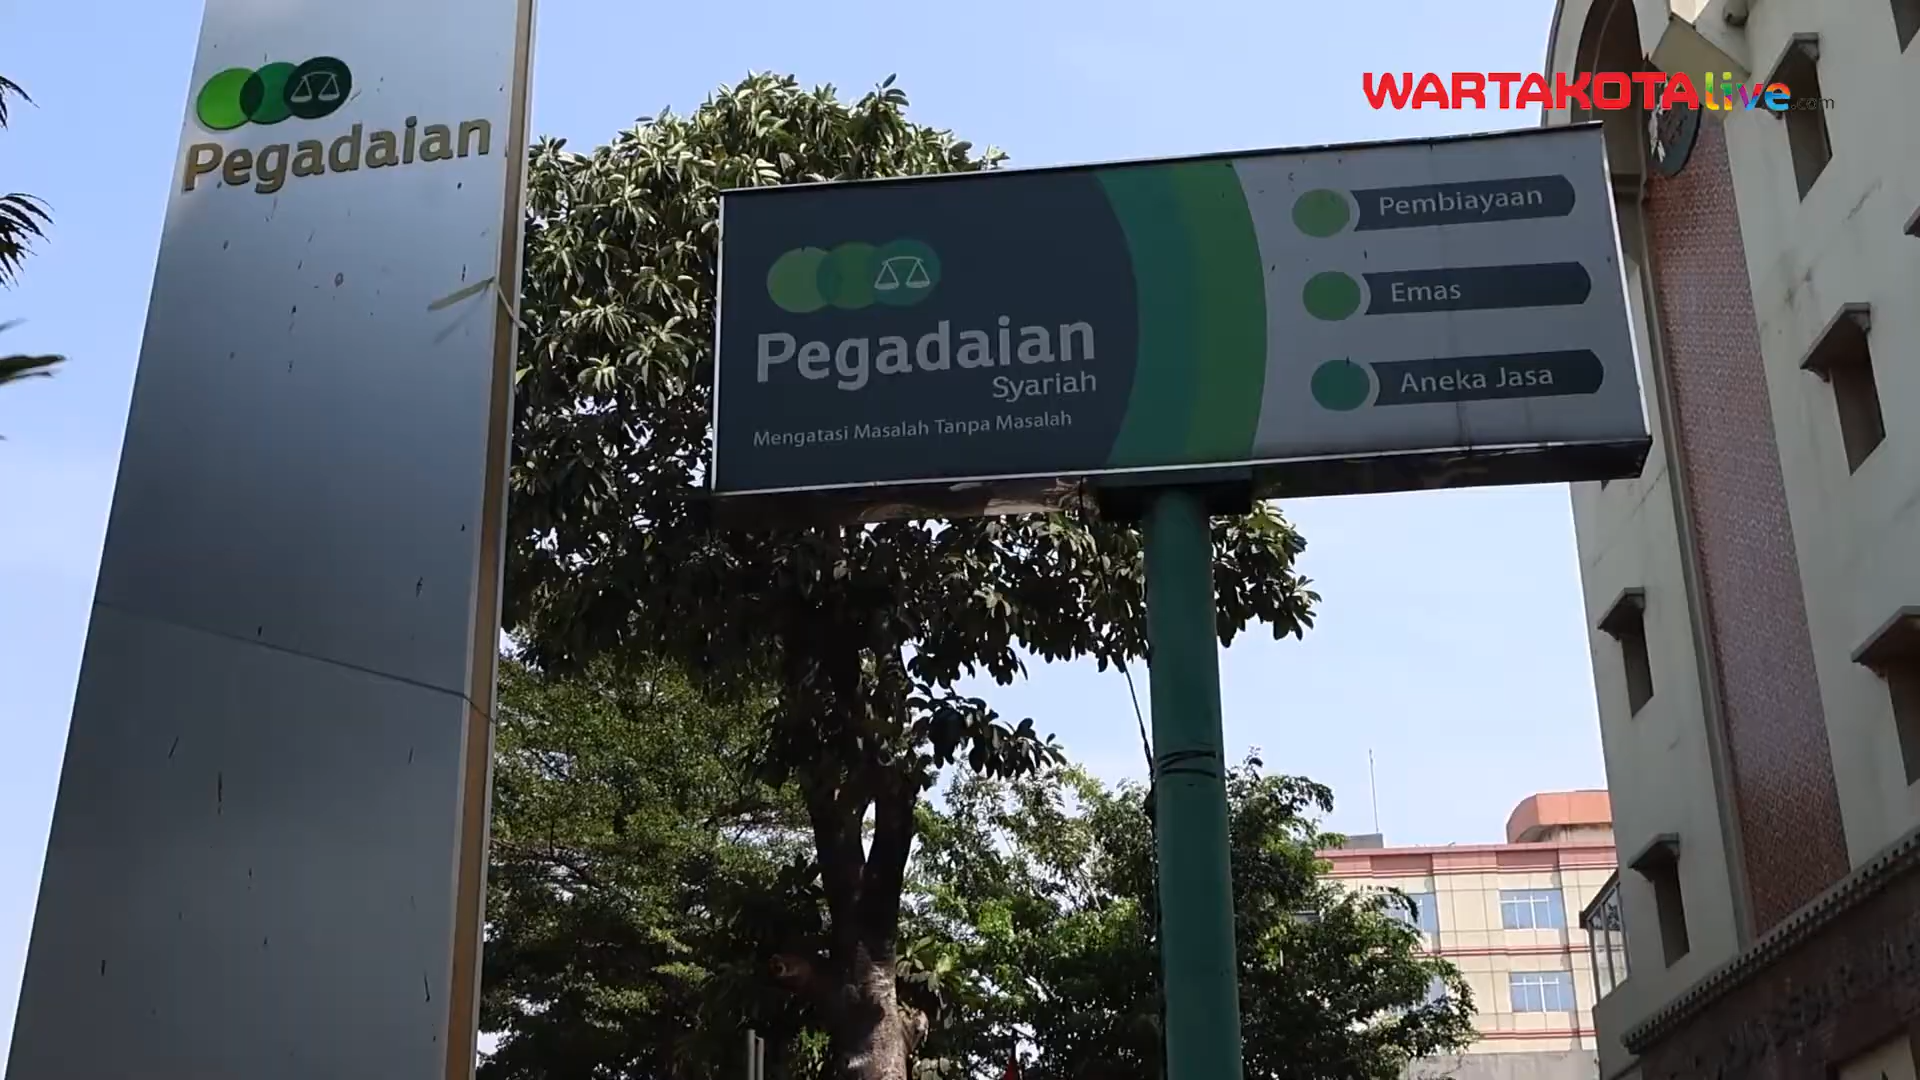 WARTAKOTAlive.com
Pegadaian
Pegadaian
Syariah
Mengatasi Masalah Tanpa Masalah
Pembiayaan
Emas
Aneka Jasa